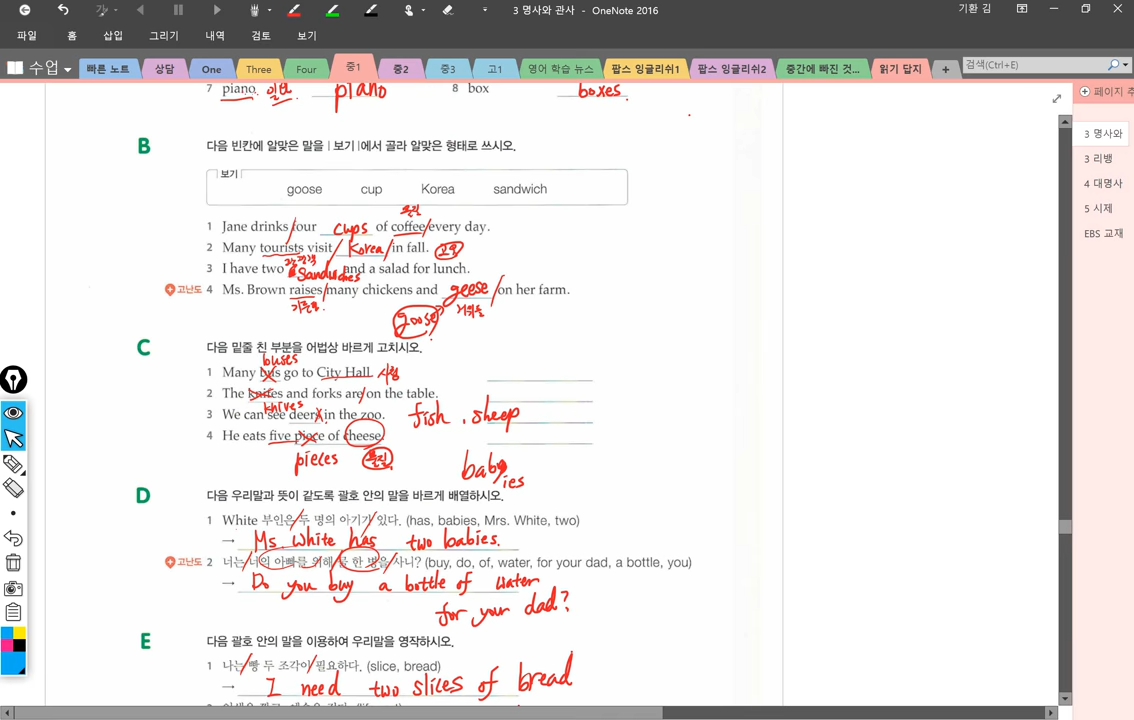 3 명사와 관사 - OneNote 2016
기환 김
파일 홈 삽입 그리기 내역 검토 보기
수업 빠른 노트 상담 One Three Four 중1 중2 중3 고1 영어 학습 뉴스 팝스 잉글리쉬1 팝스 잉글리쉬2 중간에 빠진 것... 읽기 답지 + 검색(Ctrl+E)
페이지 추
3 명사와
3 리뱅
4 대명사
5 시제
EBS 교재
7 piano piano 8 box boxes.
B 다음 빈칸에 알맞은 말을 | 보기 |에서 골라 알맞은 형태로 쓰시오.
보기
goose cup Korea sandwich
물질
1 Jane drinks four cups of coffee every day.
2 Many tourists visit Korea in fall.
관광객
3 I have two Sandwiches and a salad for lunch.
고난도 4 Ms. Brown raises many chickens and geese on her farm.
기른다. goose 거위들
C 다음 밑줄 친 부분을 어법상 바르게 고치시오.
buses
1 Many bus go to City Hall. 시청
2 The knifes and forks are on the table.
knives
3 We can see deers in the zoo. fish, sheep
4 He eats five piece of cheese.
pieces 물질 baby ies
D 다음 우리말과 뜻이 같도록 괄호 안의 말을 바르게 배열하시오.
1 White 부인은 두 명의 아기가 있다. (has, babies, Mrs. White, two)
→ Ms. White has two babies.
고난도 2 너는 너의 아빠를 위해 물 한 병을 사니? (buy, do, of, water, for your dad, a bottle, you)
→ Do you buy a bottle of water
for your dad?
E 다음 괄호 안의 말을 이용하여 우리말을 영작하시오.
1 나는 빵 두 조각이 필요하다. (slice, bread)
→ I need two slices of bread